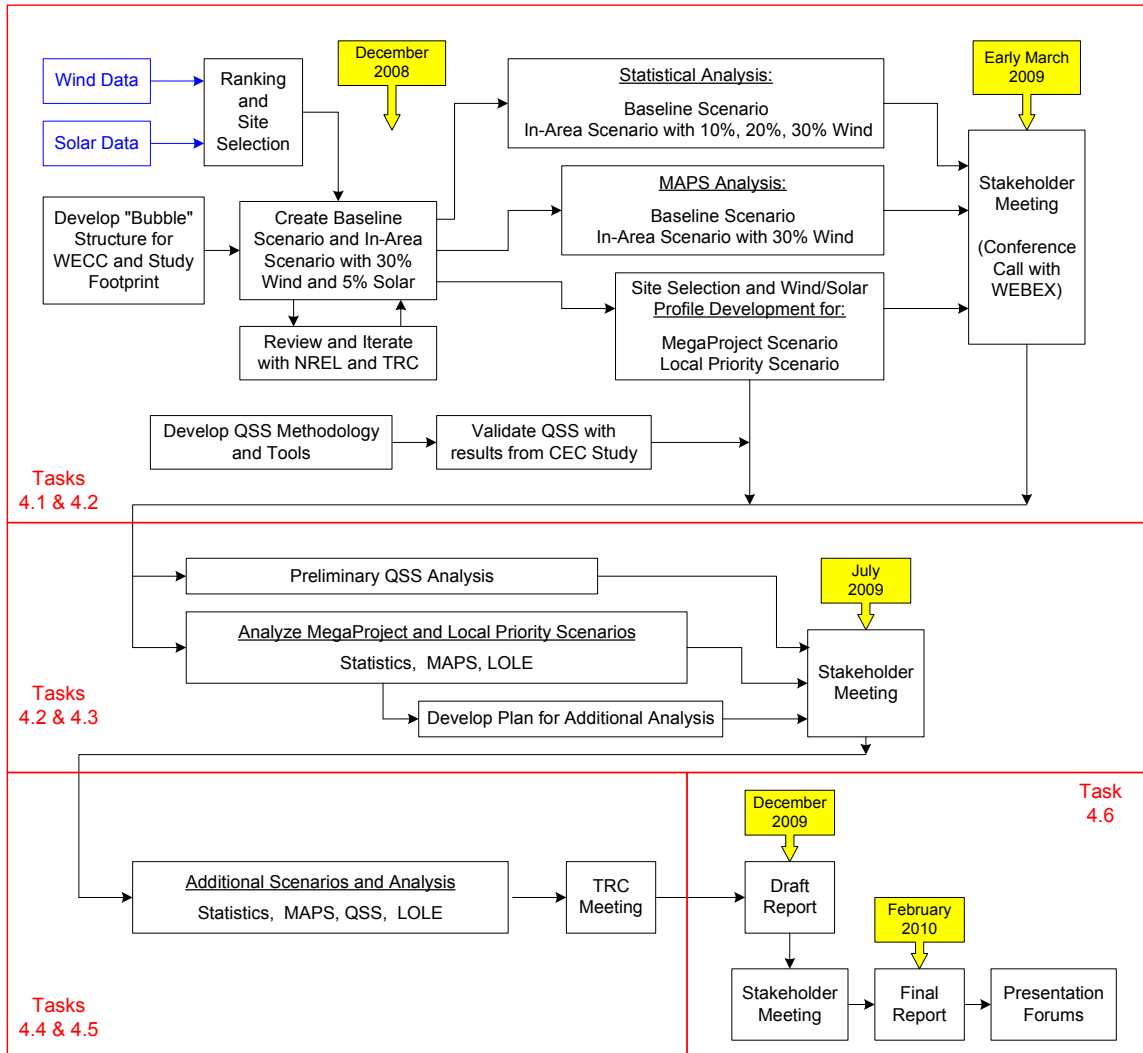 December
2008
Early March
2009
Wind Data
Solar Data
Ranking
and
Site
Selection
Statistical Analysis:
Baseline Scenario
In-Area Scenario with 10%, 20%, 30% Wind
Develop "Bubble"
Structure for
WECC and Study
Footprint
Create Baseline
Scenario and In-Area
Scenario with 30%
Wind and 5% Solar
MAPS Analysis:
Baseline Scenario
In-Area Scenario with 30% Wind
Stakeholder
Meeting
(Conference
Call with
WEBEX)
Review and Iterate
with NREL and TRC
Site Selection and Wind/Solar
Profile Development for:
MegaProject Scenario
Local Priority Scenario
Develop QSS Methodology
and Tools
Validate QSS with
results from CEC Study
Tasks
4.1 & 4.2
Preliminary QSS Analysis
July
2009
Analyze MegaProject and Local Priority Scenarios
Statistics, MAPS, LOLE
Stakeholder
Meeting
Develop Plan for Additional Analysis
Tasks
4.2 & 4.3
Task
4.6
December
2009
Additional Scenarios and Analysis
Statistics, MAPS, QSS, LOLE
TRC
Meeting
Draft
Report
February
2010
Stakeholder
Meeting
Final
Report
Presentation
Forums
Tasks
4.4 & 4.5